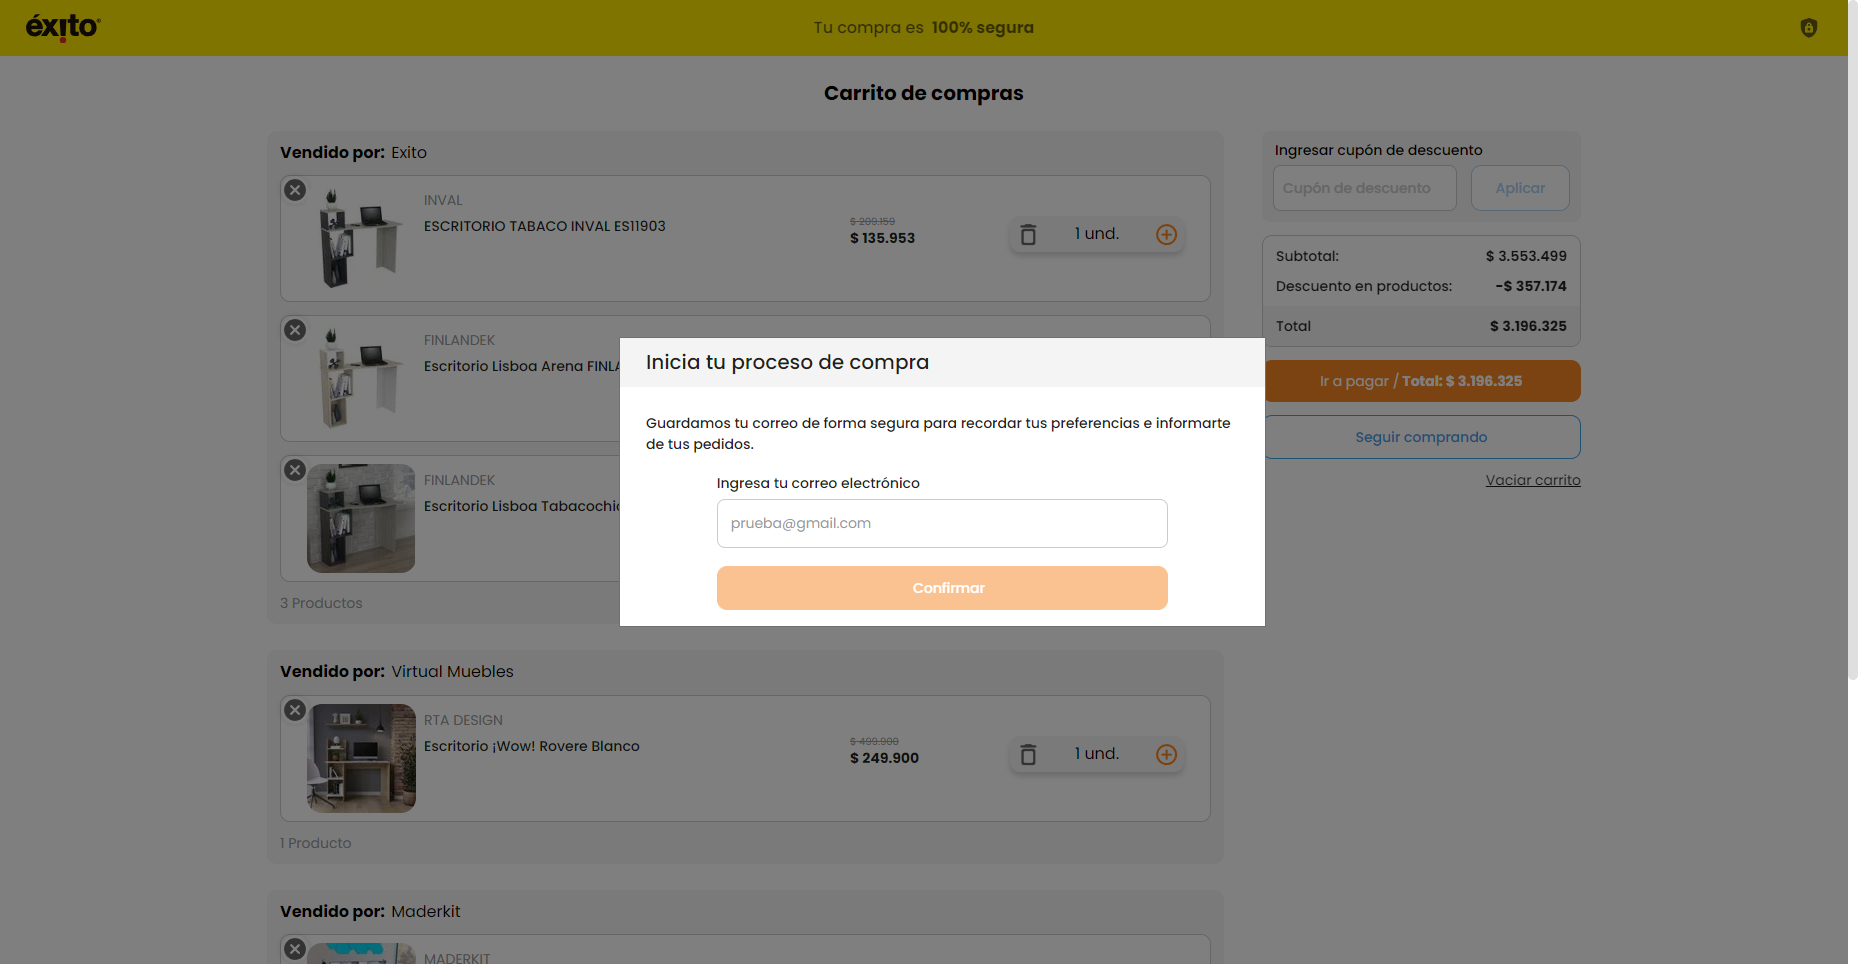 éxito
Tu compra es 100% segura
Carrito de compras
Vendido por: Exito
INVAL
ESCRITORIO TABACO INVAL ES11903
$ 209.150
$ 135.953
1 und.
FINLANDEK
Escritorio Lisboa Arena FINLA
FINLANDEK
Escritorio Lisboa Tabacochi
3 Productos
Vendido por: Virtual Muebles
RTA DESIGN
Escritorio ¡Wow! Rovere Blanco
$ 499.900
$ 249.900
1 und.
1 Producto
Vendido por: Maderkit
MADERKIT
Ingresar cupón de descuento
Cupón de descuento
Aplicar
Subtotal: $ 3.553.499
Descuento en productos: -$ 357.174
Total $ 3.196.325
Ir a pagar / Total: $ 3.196.325
Seguir comprando
Vaciar carrito
Inicia tu proceso de compra
Guardamos tu correo de forma segura para recordar tus preferencias e informarte
de tus pedidos.
Ingresa tu correo electrónico
prueba@gmail.com
Confirmar